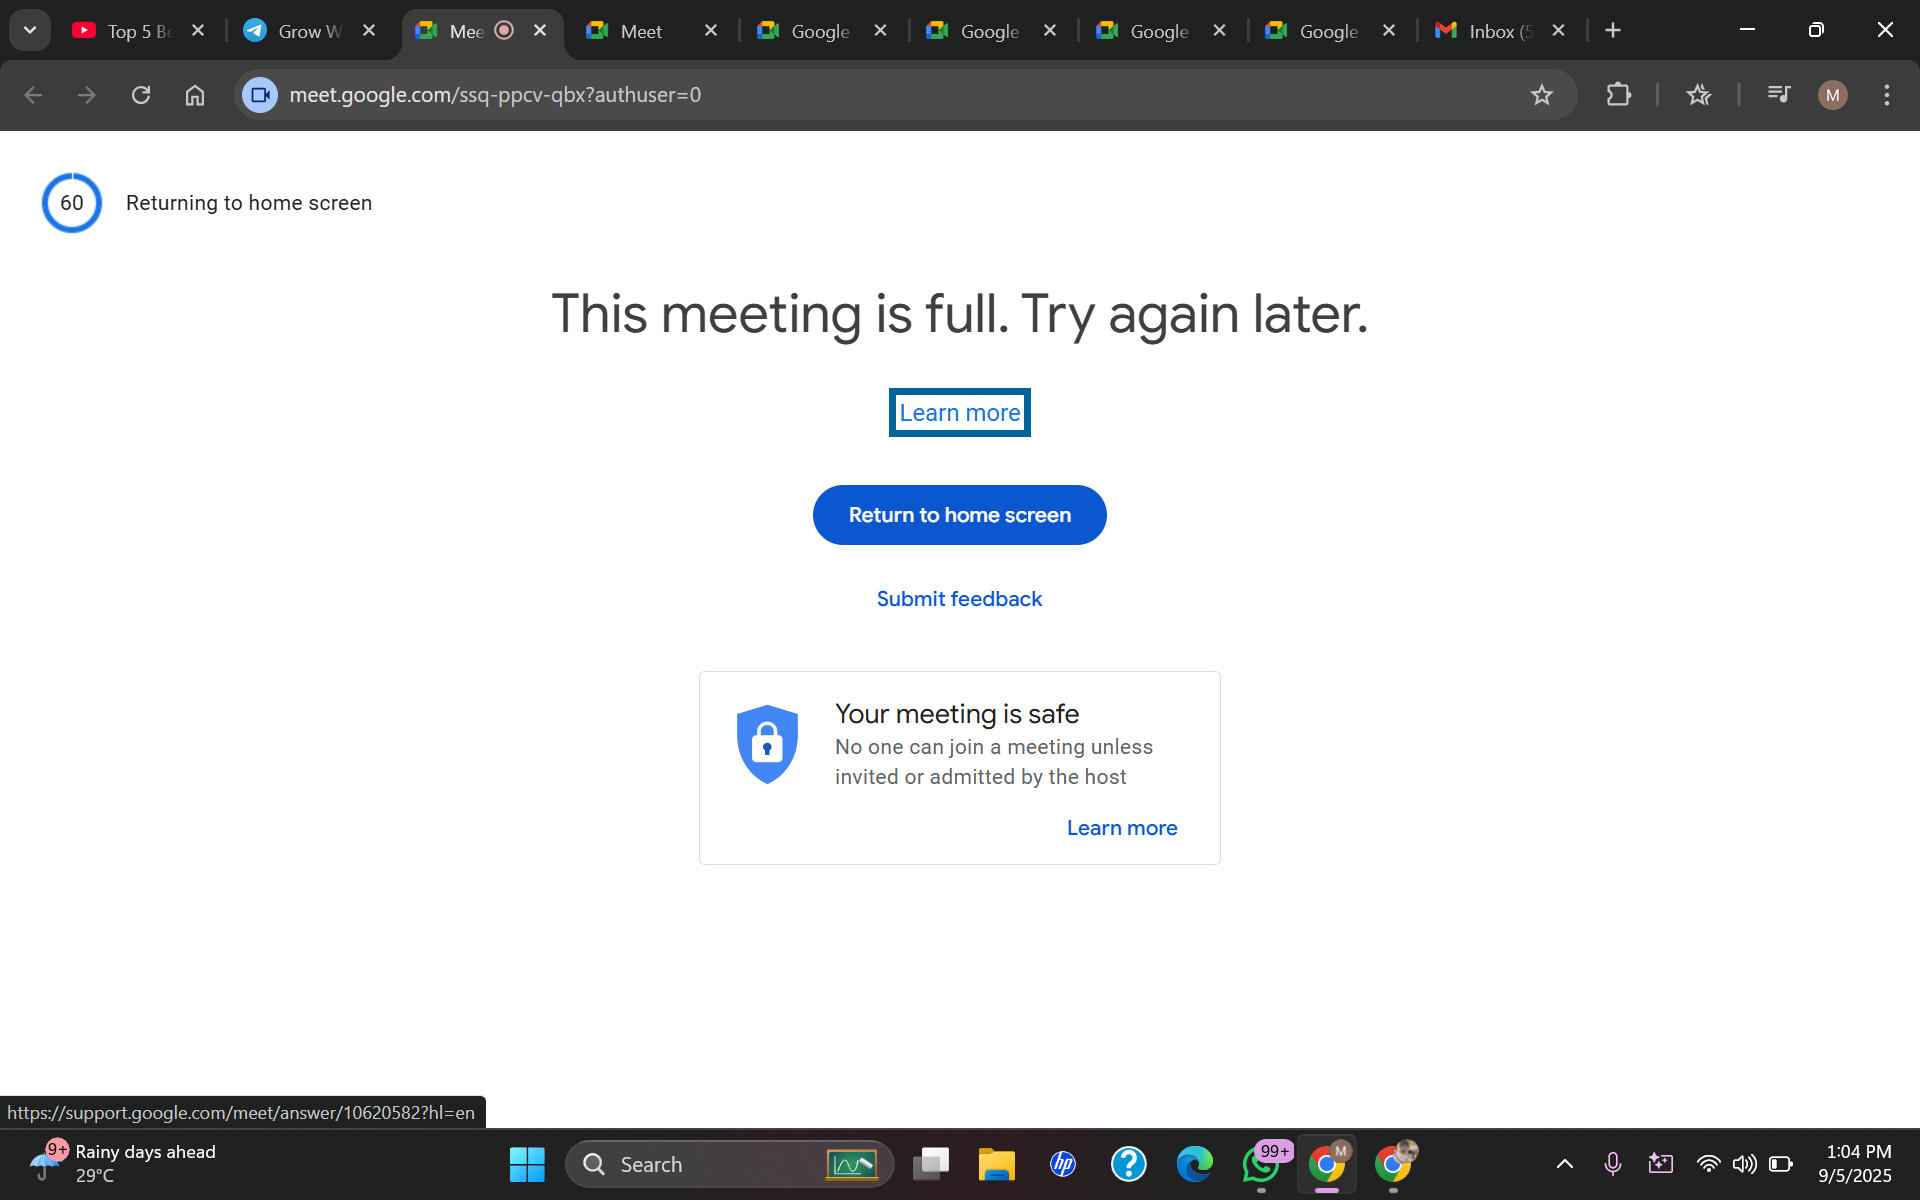 Top 5 Be
Grow W
Mee
Meet
Google
Google
Google
Google
Inbox (5
meet.google.com/ssq-ppcv-qbx?authuser=0
M
60
Returning to home screen
This meeting is full. Try again later.
Learn more
Return to home screen
Submit feedback
Your meeting is safe
No one can join a meeting unless
invited or admitted by the host
Learn more
https://support.google.com/meet/answer/10620582?hl=en
9+
Rainy days ahead
29°C
Search
hp
99+
M
1:04 PM
9/5/2025